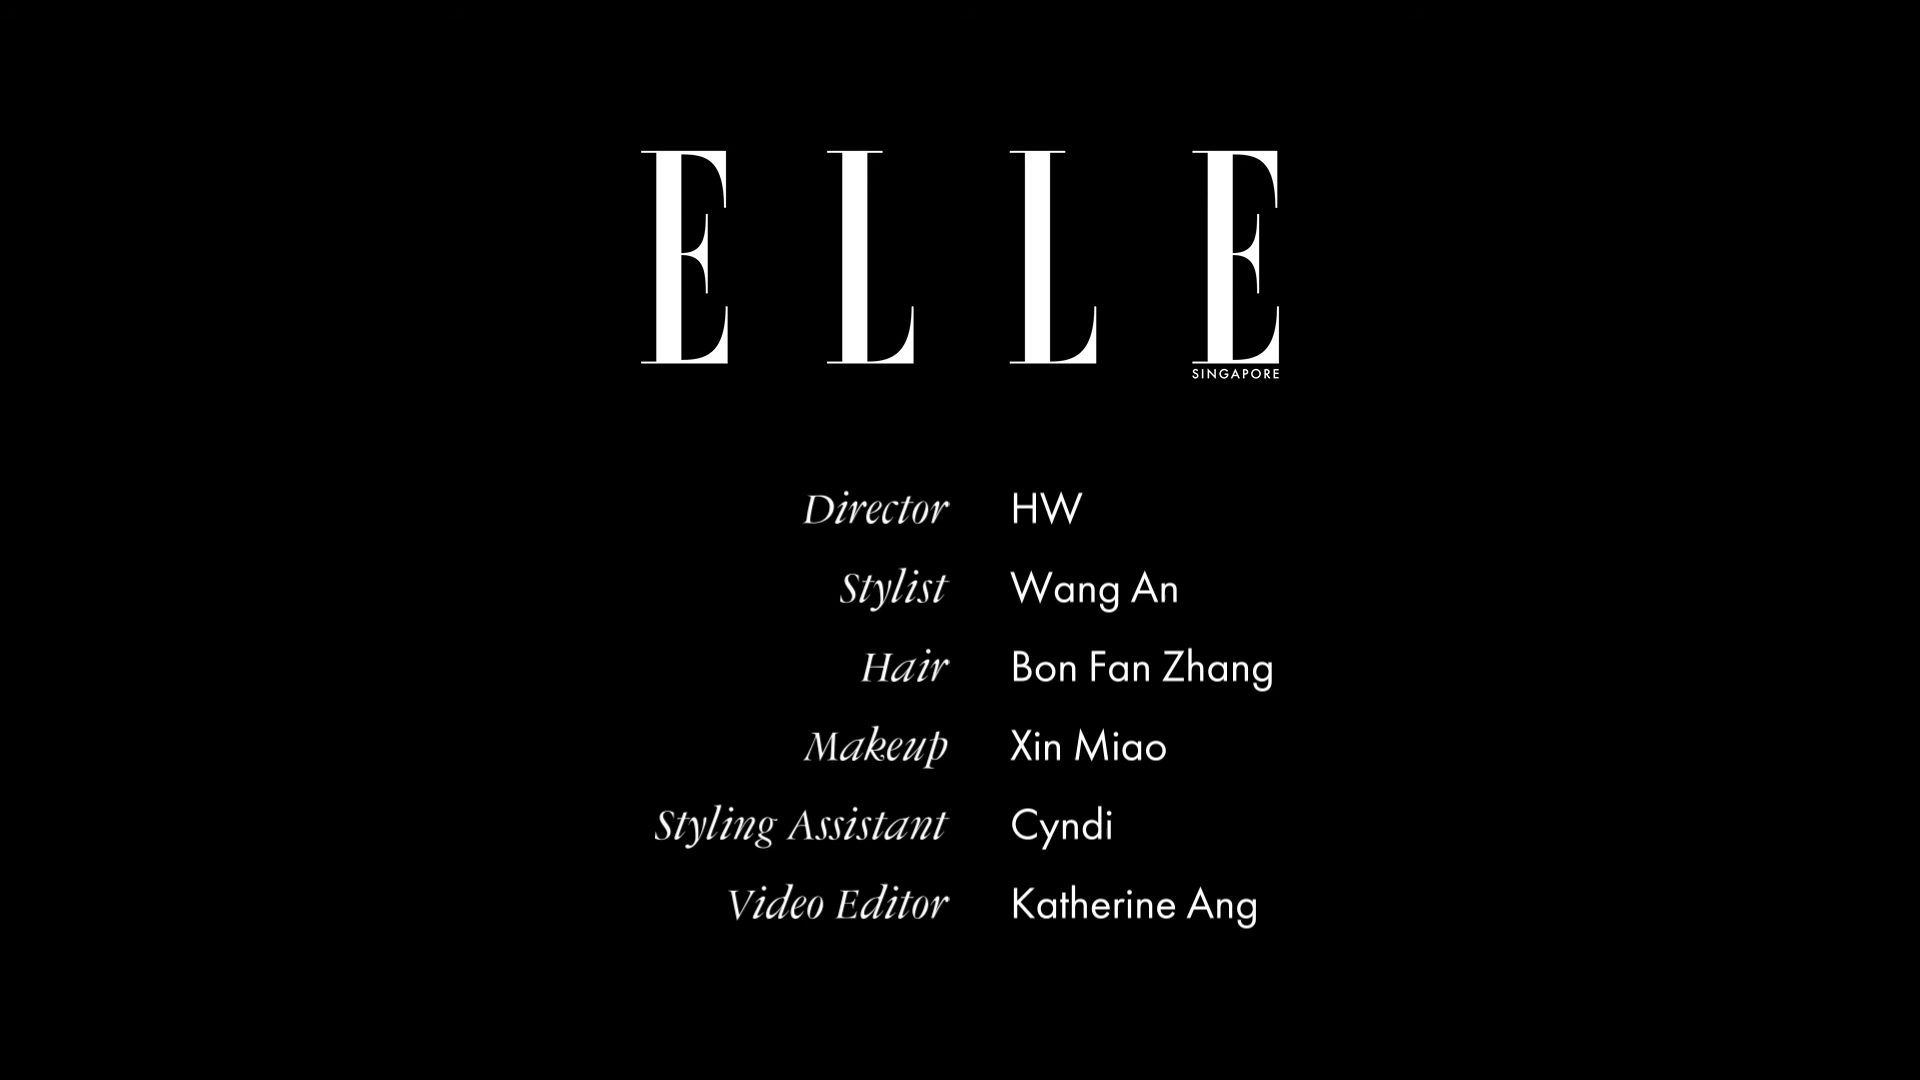 ELLE
SINGAPORE
Director HW
Stylist Wang An
Hair Bon Fan Zhang
Makeup Xin Miao
Styling Assistant Cyndi
Video Editor Katherine Ang